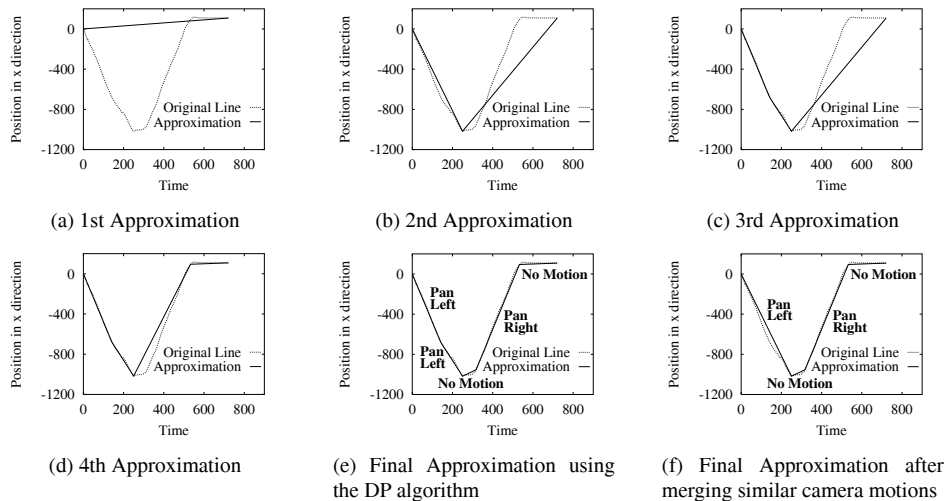 Position in x direction
0
-400
-800
-1200
Original Line
Approximation
0 200 400 600 800
Time
(a) 1st Approximation
Position in x direction
0
-400
-800
-1200
Original Line
Approximation
0 200 400 600 800
Time
(b) 2nd Approximation
Position in x direction
0
-400
-800
-1200
Original Line
Approximation
0 200 400 600 800
Time
(c) 3rd Approximation
Position in x direction
0
-400
-800
-1200
Original Line
Approximation
0 200 400 600 800
Time
(d) 4th Approximation
Position in x direction
0
-400
-800
-1200
No Motion
Pan
Left
Pan
Right
Pan
Left
Original Line
Approximation
No Motion
0 200 400 600 800
Time
(e) Final Approximation using
the DP algorithm
Position in x direction
0
-400
-800
-1200
No Motion
Pan
Left
Pan
Right
Original Line
Approximation
No Motion
0 200 400 600 800
Time
(f) Final Approximation after
merging similar camera motions